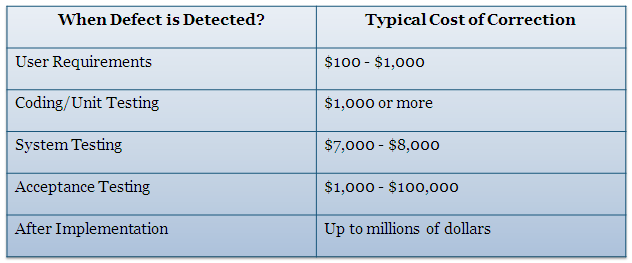 When Defect is Detected? Typical Cost of Correction
User Requirements $100 - $1,000
Coding/Unit Testing $1,000 or more
System Testing $7,000 - $8,000
Acceptance Testing $1,000 - $100,000
After Implementation Up to millions of dollars